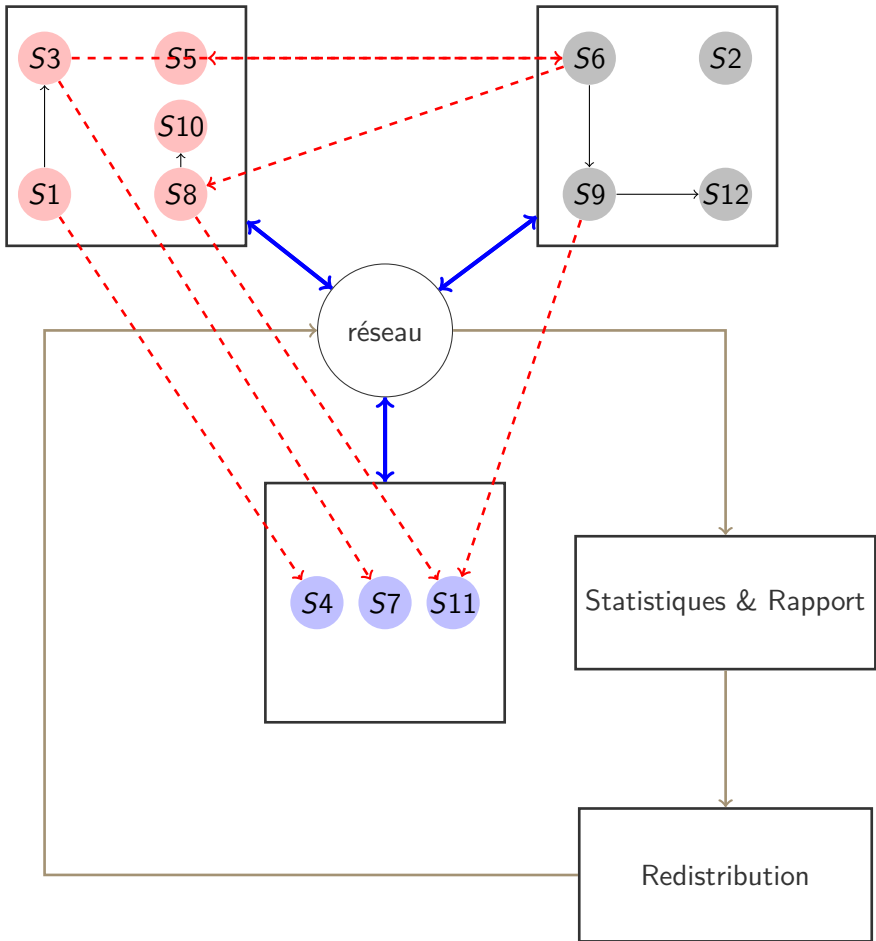 S3
S5
S10
S1
S8
S6
S2
S9
S12
réseau
S4
S7
S11
Statistiques & Rapport
Redistribution